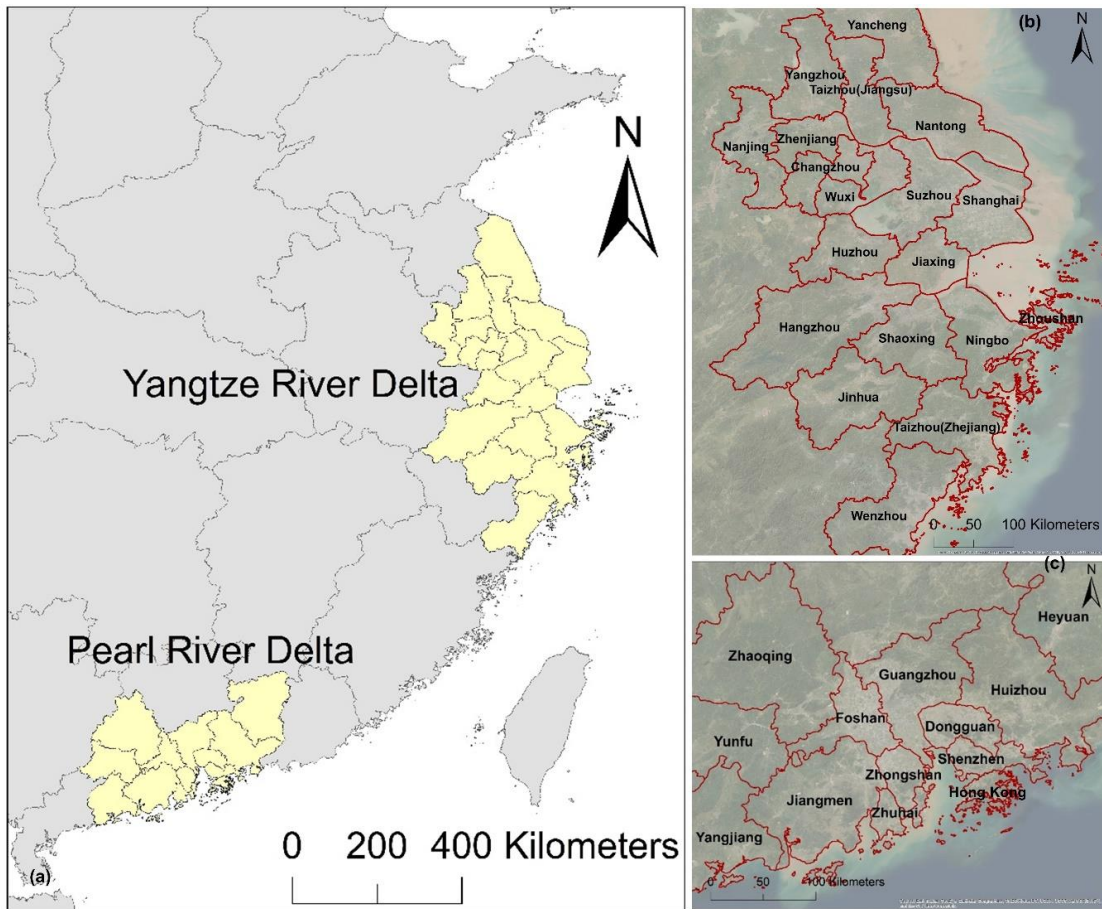 N
Yangtze River Delta
Pearl River Delta
0 200 400 Kilometers
(a)
(b)
N
Yancheng
Yangzhou
Taizhou(Jiangsu)
Nantong
Zhenjiang
Nanjing
Changzhou
Wuxi
Suzhou
Shanghai
Huzhou
Jiaxing
Zhoushan
Hangzhou
Shaoxing
Ningbo
Jinhua
Taizhou(Zhejiang)
Wenzhou
0 50 100 Kilometers
(c)
N
Heyuan
Zhaoqing
Guangzhou
Huizhou
Foshan
Dongguan
Yunfu
Shenzhen
Zhongshan
Hong Kong
Jiangmen
Zhuhai
Yangjiang
0 50 100 Kilometers